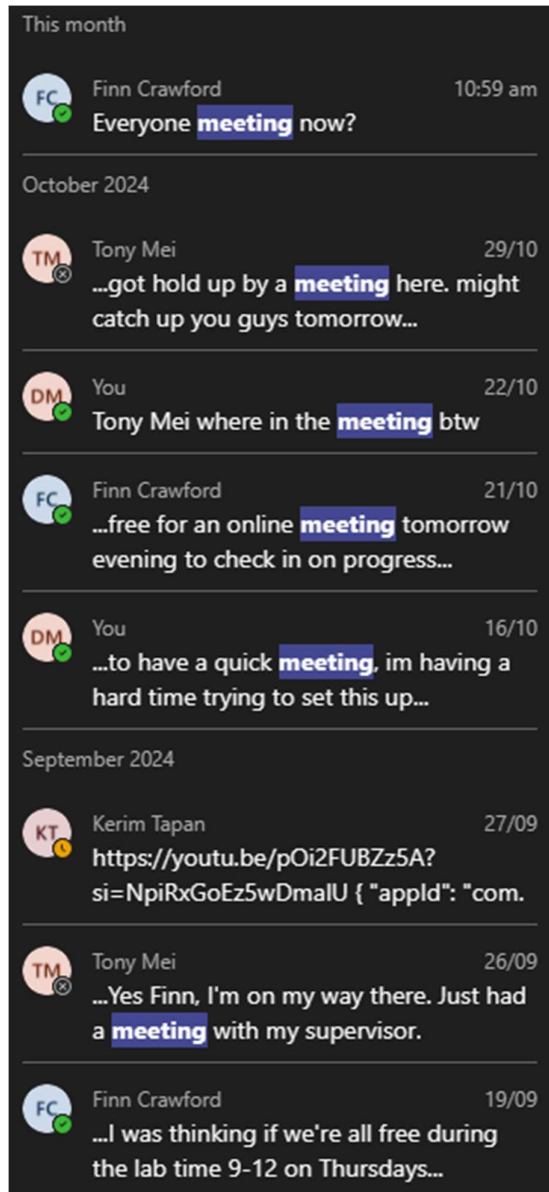 This month
FC
Finn Crawford
10:59 am
Everyone meeting now?
October 2024
TM
Tony Mei
29/10
...got hold up by a meeting here. might
catch up you guys tomorrow...
DM
You
22/10
Tony Mei where in the meeting btw
FC
Finn Crawford
21/10
...free for an online meeting tomorrow
evening to check in on progress...
DM
You
16/10
...to have a quick meeting, im having a
hard time trying to set this up...
September 2024
KT
Kerim Tapan
27/09
https://youtu.be/pOi2FUBZz5A?
si=NpiRxGoEz5wDmalU { "appId": "com.
TM
Tony Mei
26/09
...Yes Finn, I'm on my way there. Just had
a meeting with my supervisor.
FC
Finn Crawford
19/09
...I was thinking if we're all free during
the lab time 9-12 on Thursdays...